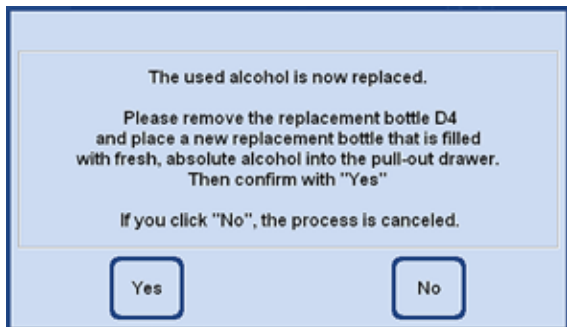 The used alcohol is now replaced.
Please remove the replacement bottle D4
and place a new replacement bottle that is filled
with fresh, absolute alcohol into the pull-out drawer.
Then confirm with "Yes"
If you click "No", the process is canceled.
Yes
No